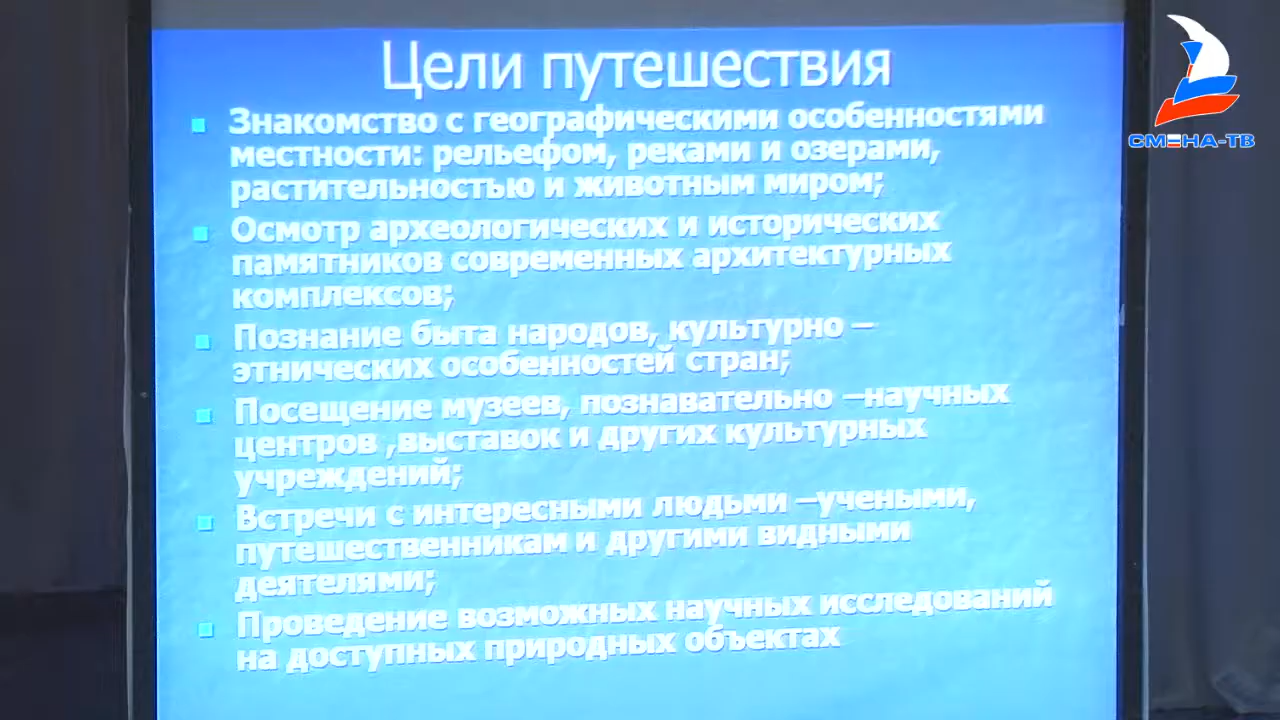 Цели путешествия
Знакомство с географическими особенностями
местности: рельефом, реками и озерами,
растительностью и животным миром;
Осмотр археологических и исторических
памятников современных архитектурных
комплексов;
Познание быта народов, культурно –
этнических особенностей стран;
Посещение музеев, познавательно –научных
центров ,выставок и других культурных
учреждений;
Встречи с интересными людьми –учеными,
путешественникам и другими видными
деятелями;
Проведение возможных научных исследований
на доступных природных объектах
СМЕНА-ТВ